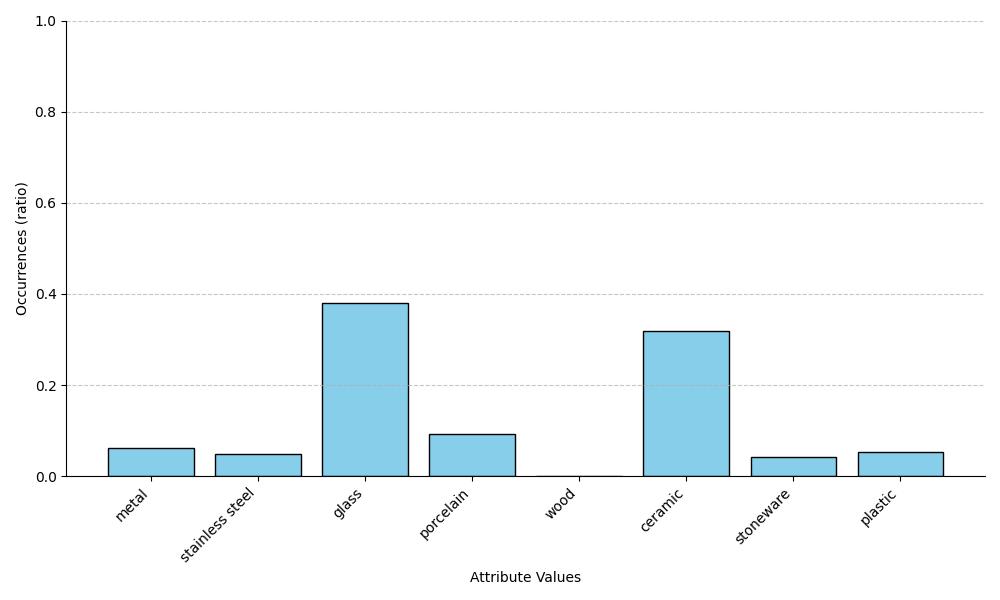 1.0
0.8
0.6
0.4
0.2
0.0
Occurrences (ratio)
metal
stainless steel
glass
porcelain
wood
ceramic
stoneware
plastic
Attribute Values